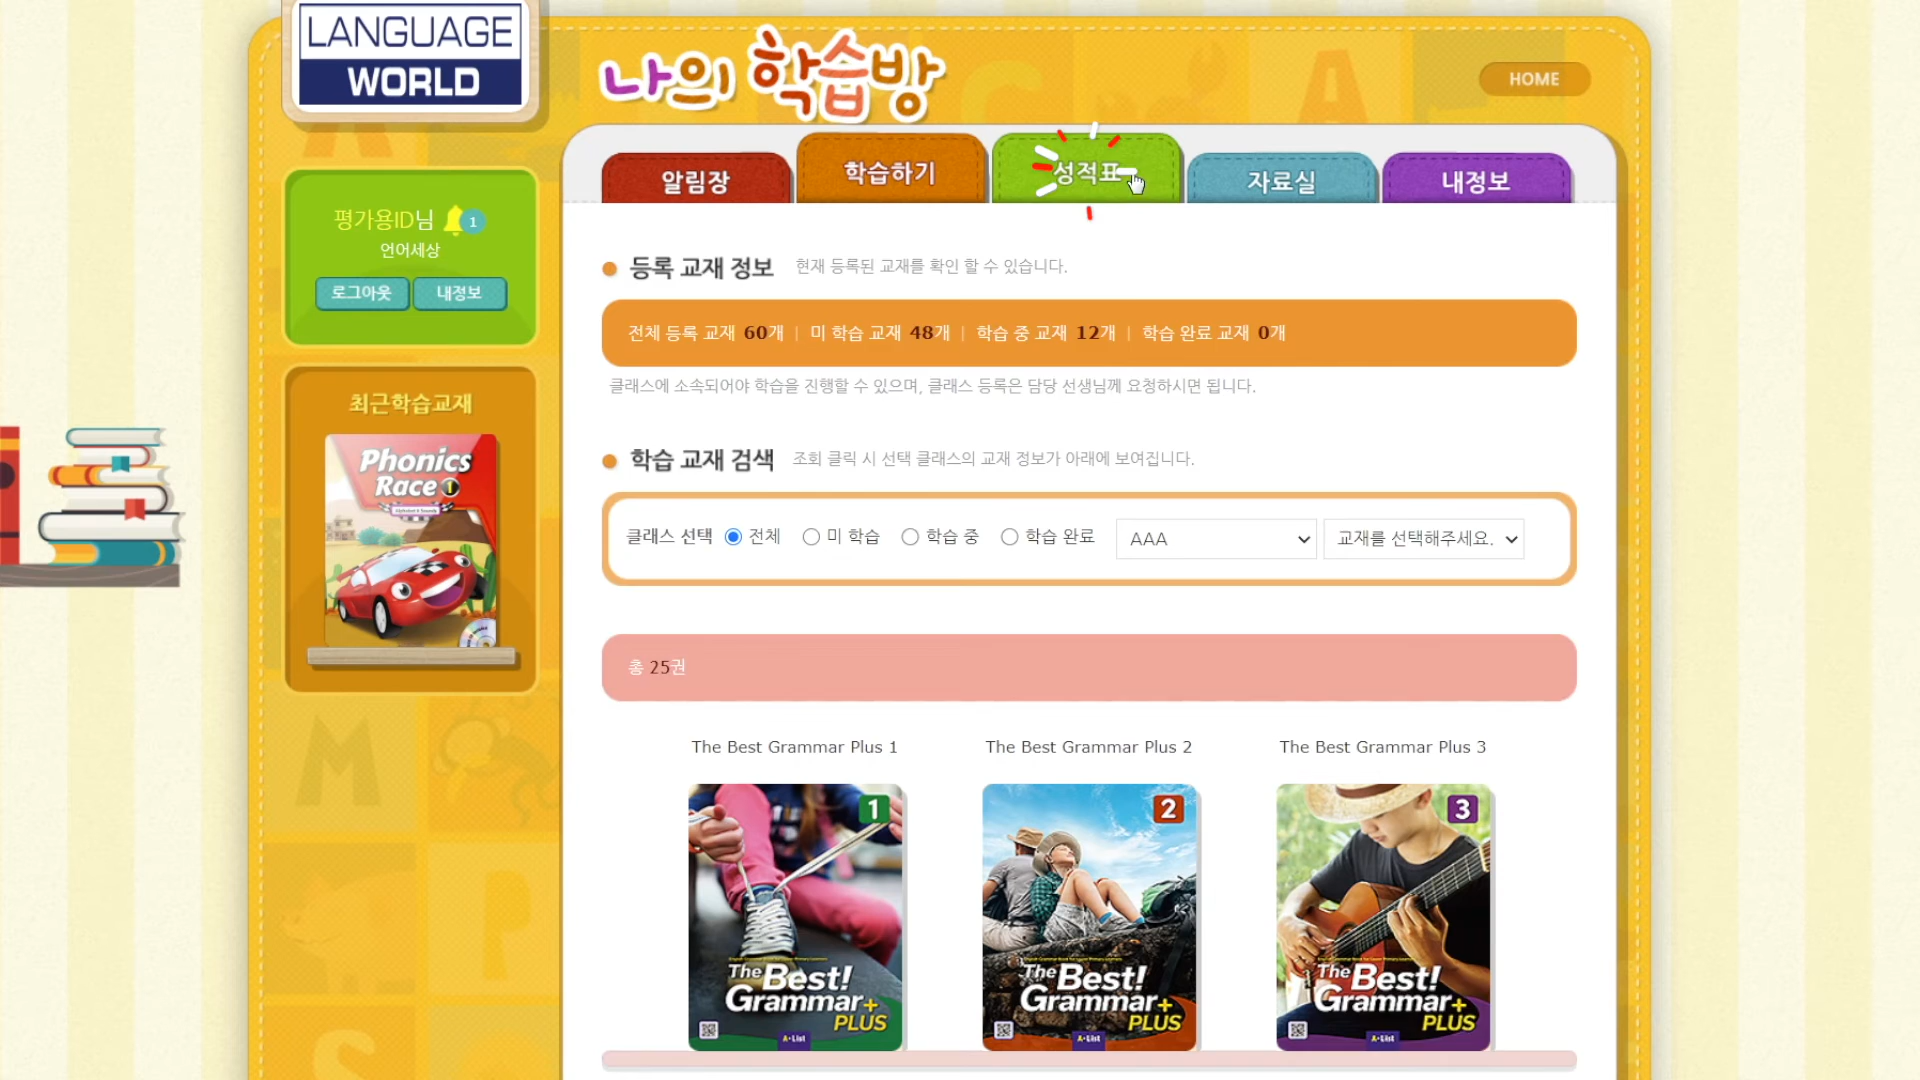 LANGUAGE
WORLD
나의 학습방
HOME
알림장
학습하기
성적표
자료실
내정보
평가용ID님
1
언어세상
로그아웃
내정보
최근학습교재
Phonics
Race 1
Alphabet & Sounds
등록 교재 정보 현재 등록된 교재를 확인 할 수 있습니다.
전체 등록 교재 60개 | 미 학습 교재 48개 | 학습 중 교재 12개 | 학습 완료 교재 0개
클래스에 소속되어야 학습을 진행할 수 있으며, 클래스 등록은 담당 선생님께 요청하시면 됩니다.
학습 교재 검색 조회 클릭 시 선택 클래스의 교재 정보가 아래에 보여집니다.
클래스 선택 전체 미 학습 학습 중 학습 완료 AAA 교재를 선택해주세요.
총 25권
The Best Grammar Plus 1
The Best Grammar Plus 2
The Best Grammar Plus 3
1
The Best!
Grammar+
PLUS
A*List
2
The Best!
Grammar+
PLUS
A*List
3
The Best!
Grammar+
PLUS
A*List
A
C
A
M
P
S